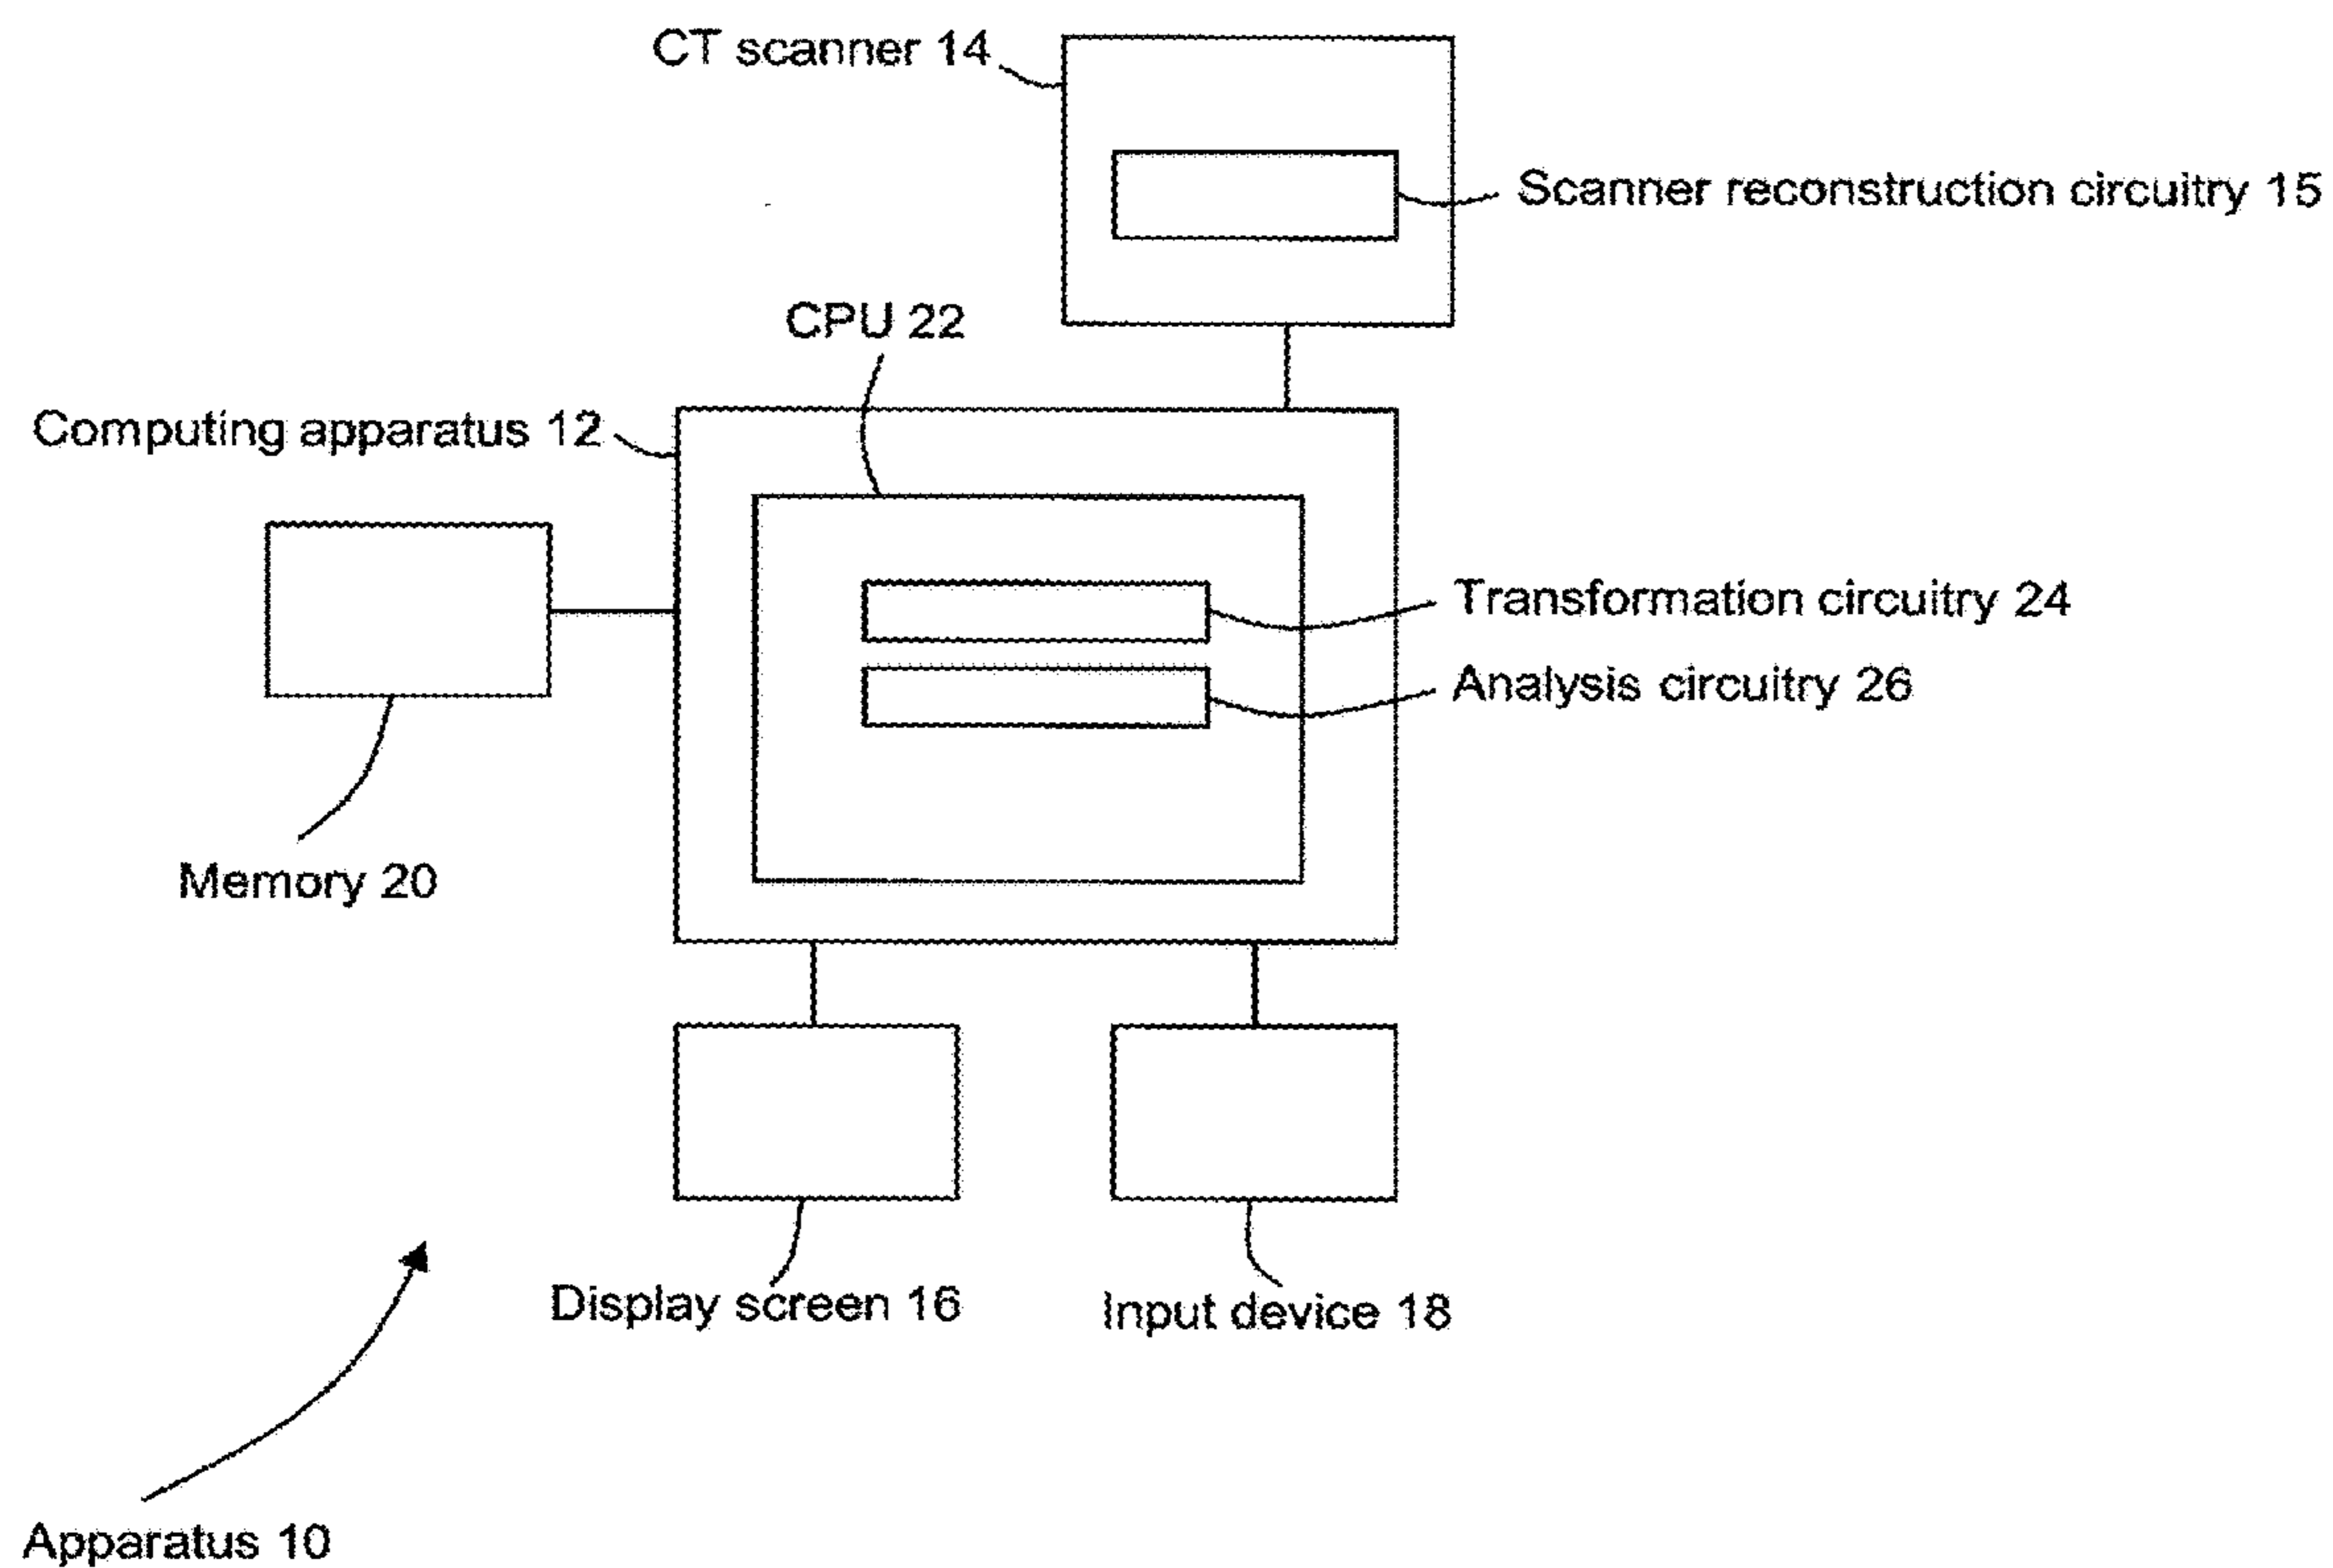 CT scanner 14
Scanner reconstruction circuitry 15
CPU 22
Computing apparatus 12
Transformation circuitry 24
Analysis circuitry 26
Memory 20
Display screen 16
Input device 18
Apparatus 10